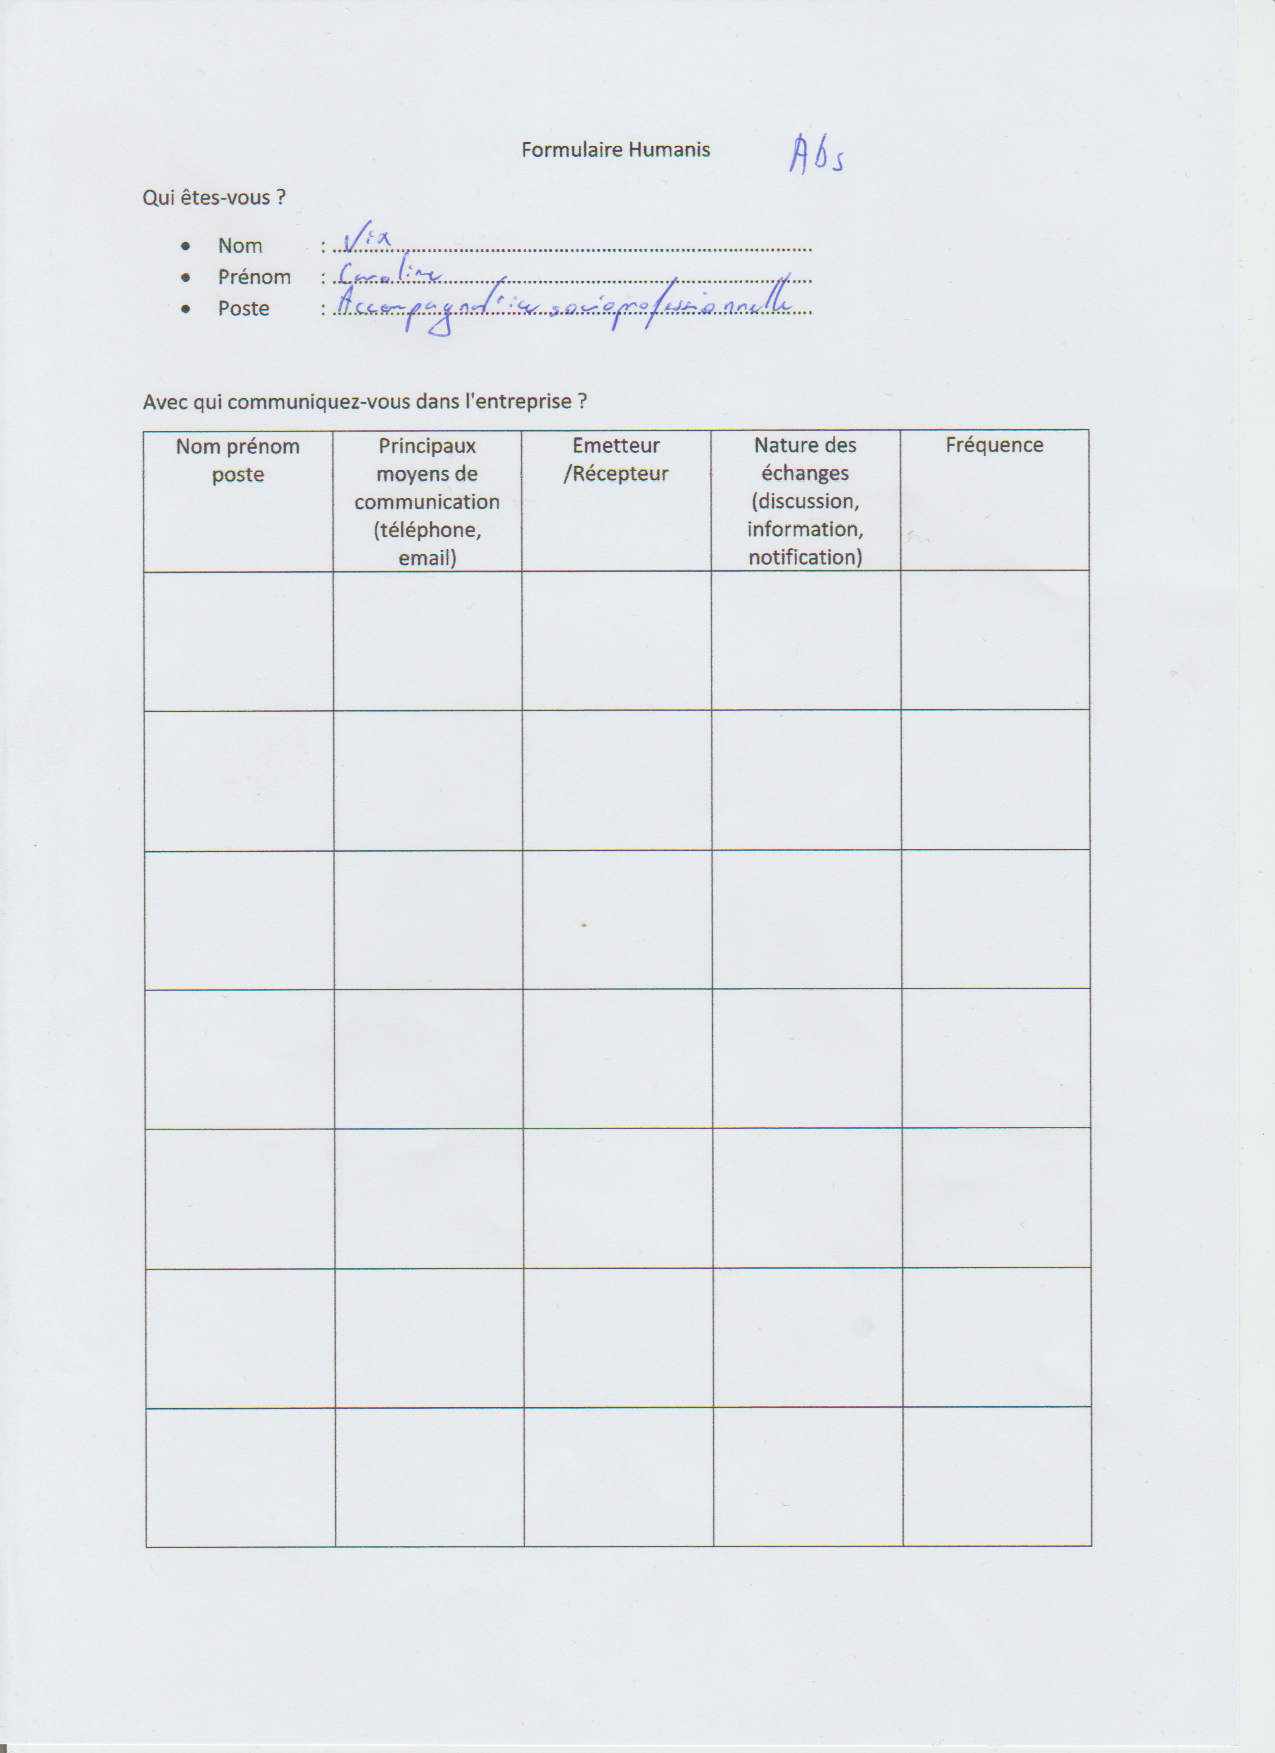 Formulaire Humanis Abs
Qui êtes-vous ?
• Nom : Vix
• Prénom : Caroline
• Poste : Accompagnatrice socioprofessionnelle
Avec qui communiquez-vous dans l'entreprise ?
Nom prénom
poste
Principaux
moyens de
communication
(téléphone,
email)
Emetteur
/Récepteur
Nature des
échanges
(discussion,
information,
notification)
Fréquence